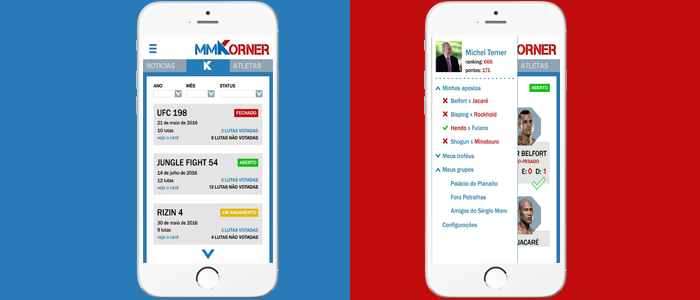 MMKORNER
NOTÍCIAS K ATLETAS
ANO MÊS STATUS
UFC 198 FECHADO
21 de maio de 2016
10 lutas 2 LUTAS VOTADAS
veja o card 8 LUTAS NÃO VOTADAS
JUNGLE FIGHT 54 ABERTO
14 de julho de 2016
12 lutas 0 LUTAS VOTADAS
veja o card 12 LUTAS NÃO VOTADAS
RIZIN 4 EM ANDAMENTO
30 de maio de 2016
9 lutas 5 LUTAS VOTADAS
veja o card 4 LUTAS NÃO VOTADAS
Michel Temer
ranking: 666
pontos: 171
Minhas apostas
Belfort x Jacaré
Bisping x Rockhold
Hendo x Fulano
Shogun x Minotouro
Meus troféus
Meus grupos
Palácio do Planalto
Foro Petralhas
Amigos do Sérgio Moro
Configurações
KORNER
ATLETAS
ABERTO
R BELFORT
O-PESADO
E: 0 D: 1
JACARÉ